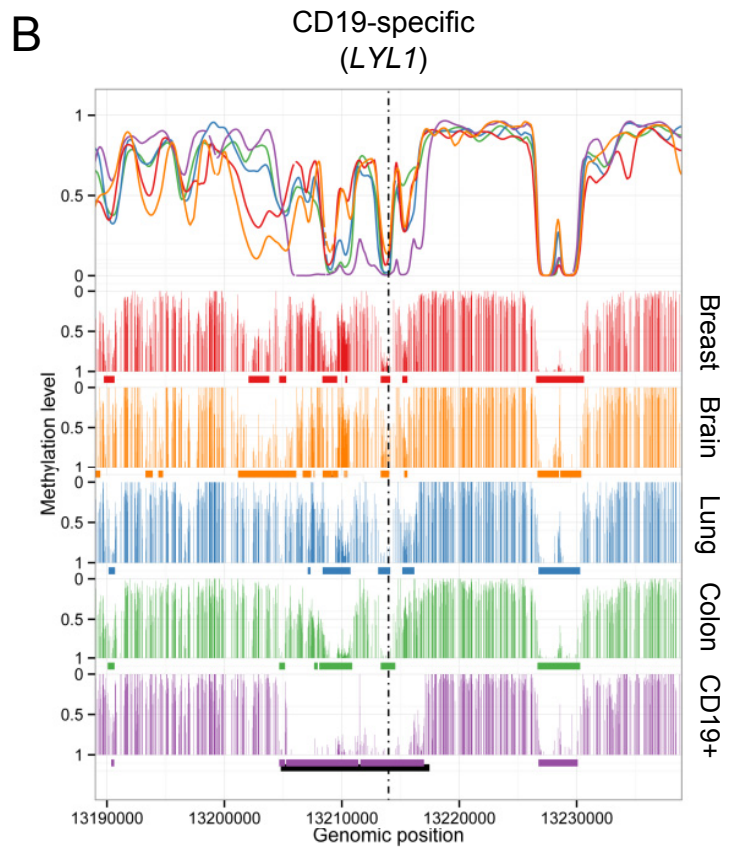 B
CD19-specific
(LYL1)
1
0.5
0
0
0.5
1
0
0.5
1
0
0.5
1
0
0.5
1
0
0.5
1
Methylation level
Breast
Brain
Lung
Colon
CD19+
13190000 13200000 13210000 13220000 13230000
Genomic position